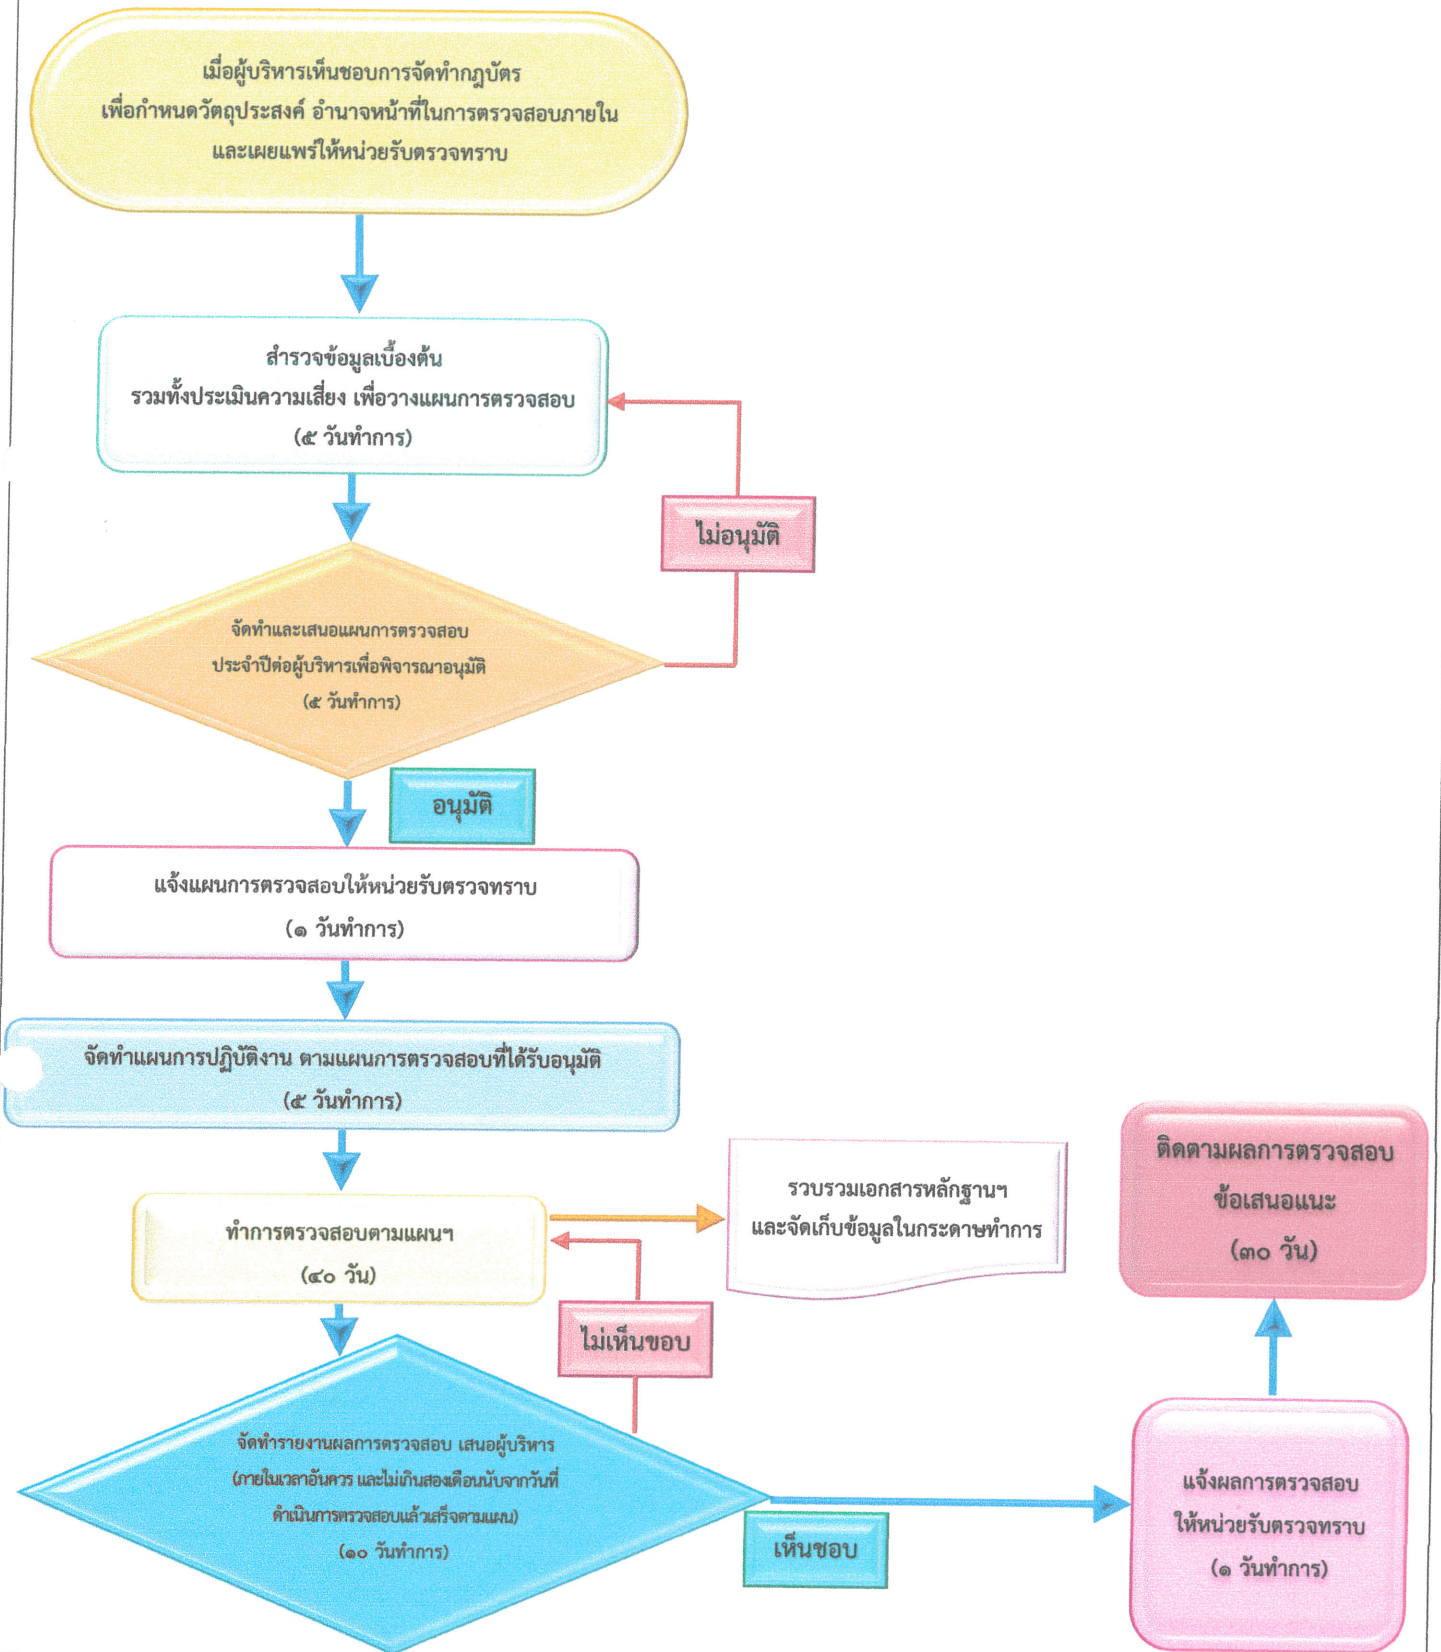 เมื่อผู้บริหารเห็นชอบการจัดทำกฎบัตร
เพื่อกำหนดวัตถุประสงค์ อำนาจหน้าที่ในการตรวจสอบภายใน
และเผยแพร่ให้หน่วยรับตรวจทราบ
สำรวจข้อมูลเบื้องต้น
รวมทั้งประเมินความเสี่ยง เพื่อวางแผนการตรวจสอบ
(๕ วันทำการ)
ไม่อนุมัติ
จัดทำและเสนอแผนการตรวจสอบ
ประจำปีต่อผู้บริหารเพื่อพิจารณาอนุมัติ
(๕ วันทำการ)
อนุมัติ
แจ้งแผนการตรวจสอบให้หน่วยรับตรวจทราบ
(๑ วันทำการ)
จัดทำแผนการปฏิบัติงาน ตามแผนการตรวจสอบที่ได้รับอนุมัติ
(๕ วันทำการ)
ทำการตรวจสอบตามแผนฯ
(๔๐ วัน)
รวบรวมเอกสารหลักฐานฯ
และจัดเก็บข้อมูลในกระดาษทำการ
ไม่เห็นขอบ
จัดทำรายงานผลการตรวจสอบ เสนอผู้บริหาร
(ภายในเวลาอันควร และไม่เกินสองเดือนนับจากวันที่
ดำเนินการตรวจสอบแล้วเสร็จตามแผน)
(๑๐ วันทำการ)
เห็นชอบ
แจ้งผลการตรวจสอบ
ให้หน่วยรับตรวจทราบ
(๑ วันทำการ)
ติดตามผลการตรวจสอบ
ข้อเสนอแนะ
(๓๐ วัน)